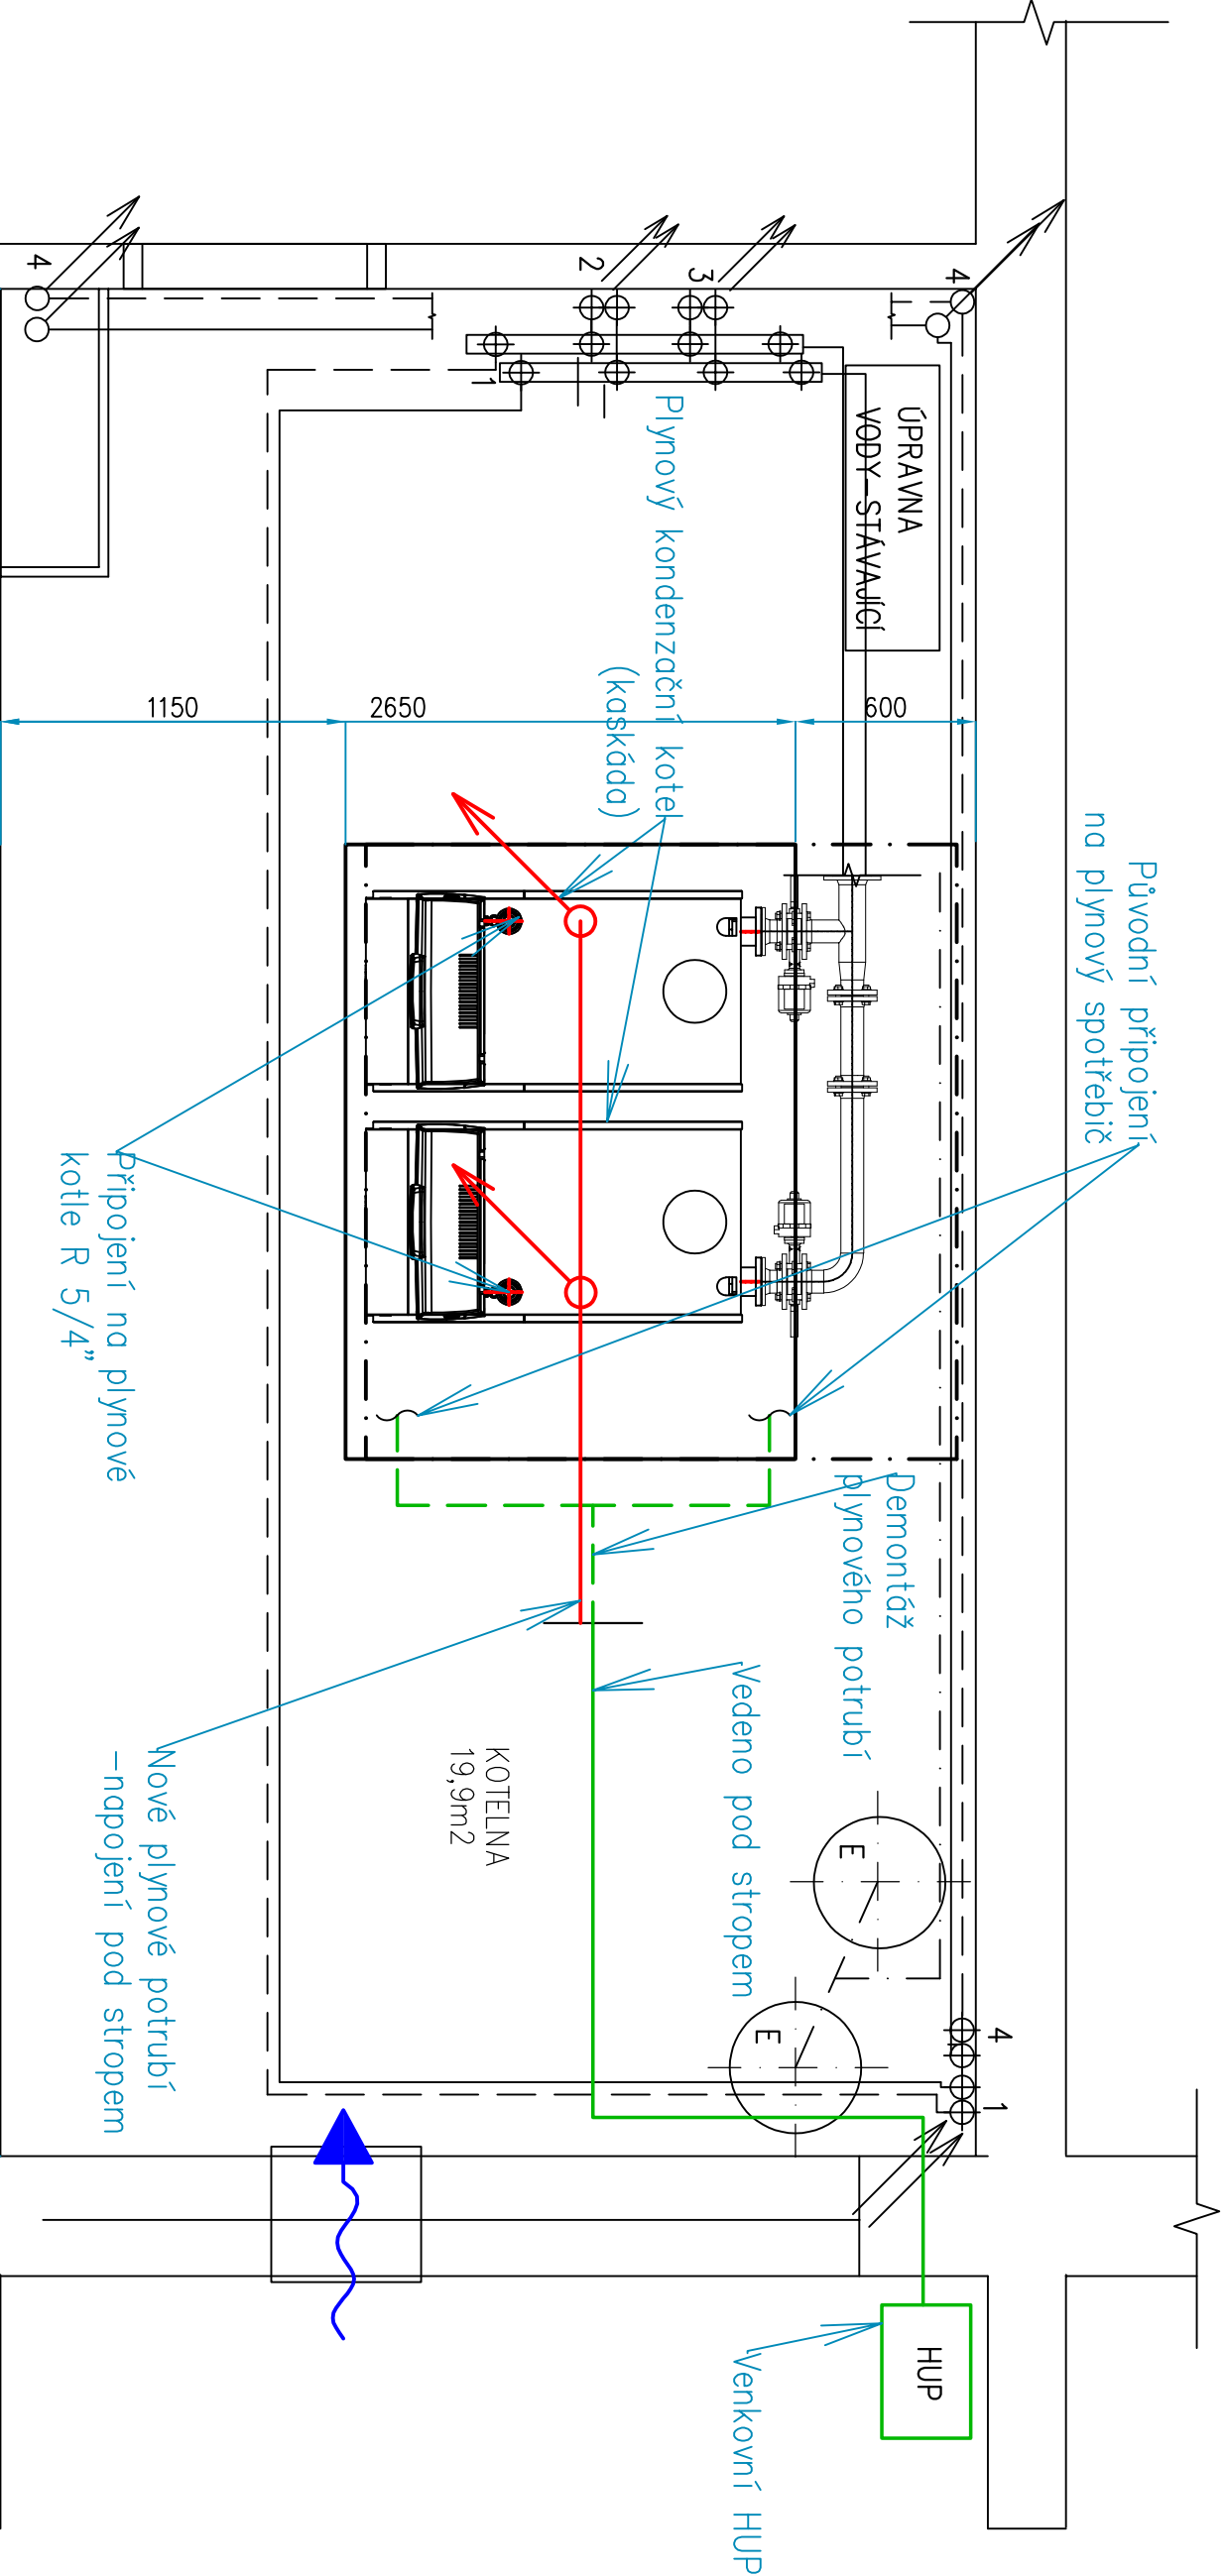 Původní připojení
na plynový spotřebič
4
4
1
ÚPRAVNA
VODY-STÁVAJÍCÍ
Demontáž
plynového potrubí
E
E
HUP
Venkovní HUP
Vedeno pod stropem
3
2
1
Plynový kondenzační kotel
(kaskáda)
KOTELNA
19,9m2
1150
2650
600
Připojení na plynové
kotle R 5/4"
Nové plynové potrubí
-napojení pod stropem
4